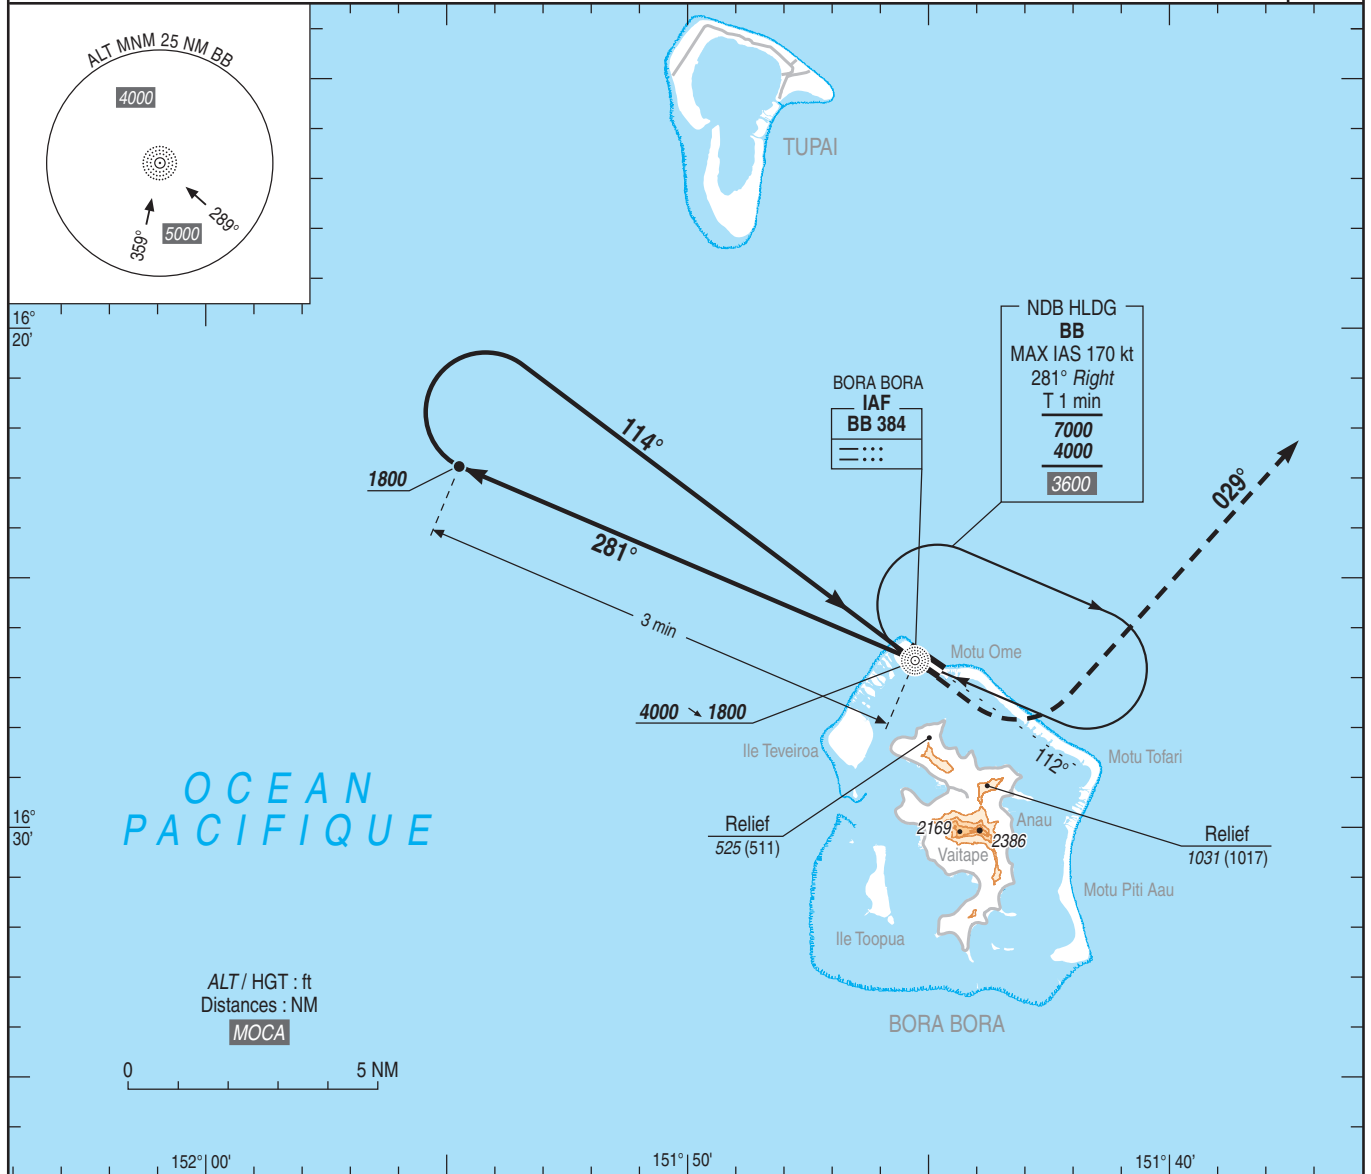 ALT MNM 25 NM BB
4000
289°
359°
5000
TUPAI
16°
20'
NDB HLDG
BB
MAX IAS 170 kt
281° Right
T 1 min
7000
4000
3600
BORA BORA
IAF
BB 384
114°
1800
029°
281°
3 min
Motu Ome
4000 ➘ 1800
Ile Teveiroa
112°
Motu Tofari
OCEAN
PACIFIQUE
16°
30'
Relief
525 (511)
2169
2386
Anau
Vaitape
Relief
1031 (1017)
Motu Piti Aau
Ile Toopua
BORA BORA
ALT / HGT : ft
Distances : NM
MOCA
0 5 NM
152° 00' 151° 50' 151° 40'